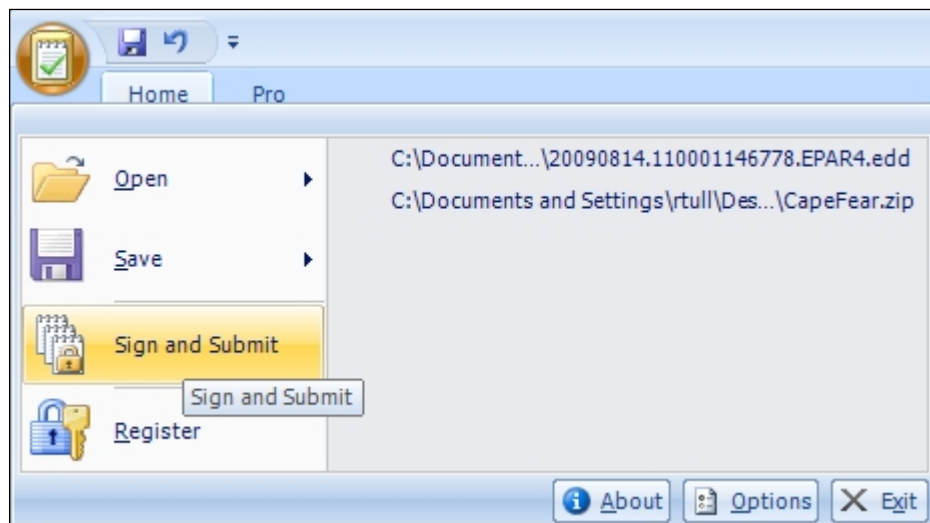 Home Pro
Open
Save
Sign and Submit
Sign and Submit
Register
C:\Document...\20090814.110001146778.EPAR4.edd
C:\Documents and Settings\rtull\Des...\CapeFear.zip
About Options Exit